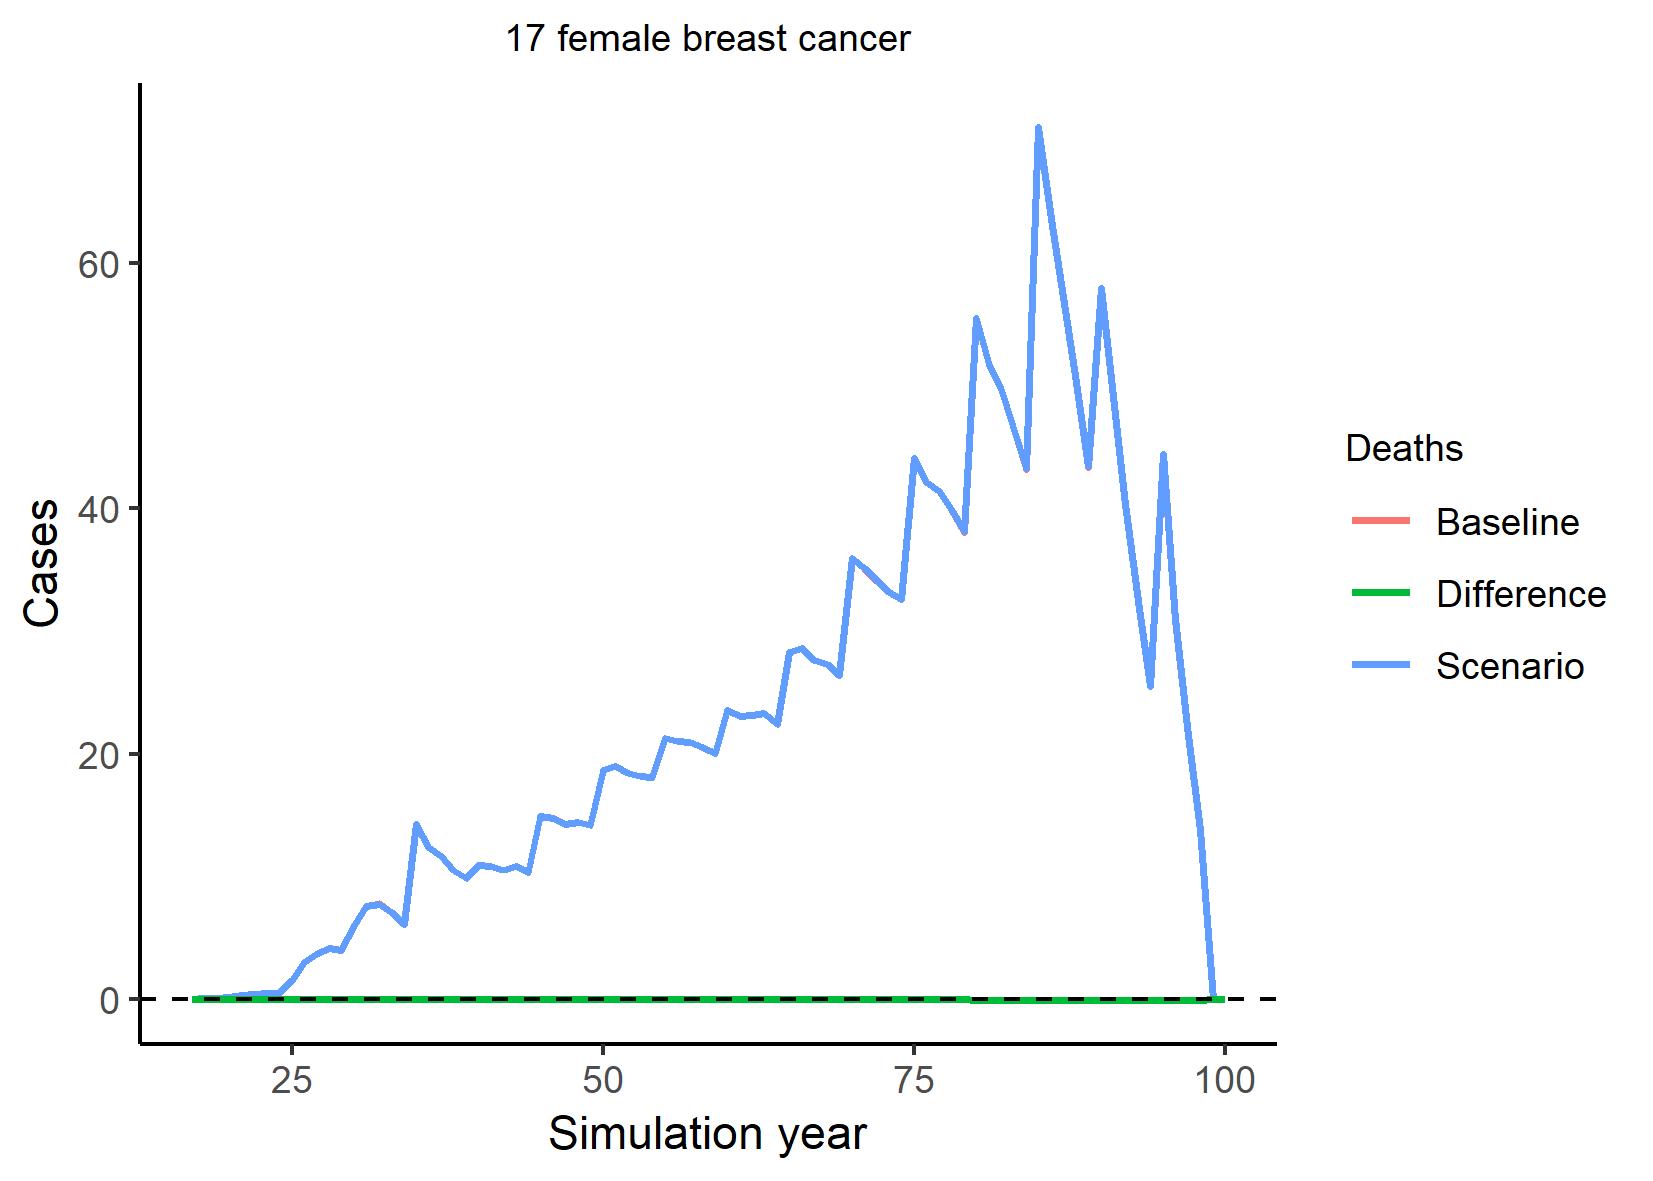 17 female breast cancer
Cases
60
40
20
0
25 50 75 100
Simulation year
Deaths
Baseline
Difference
Scenario